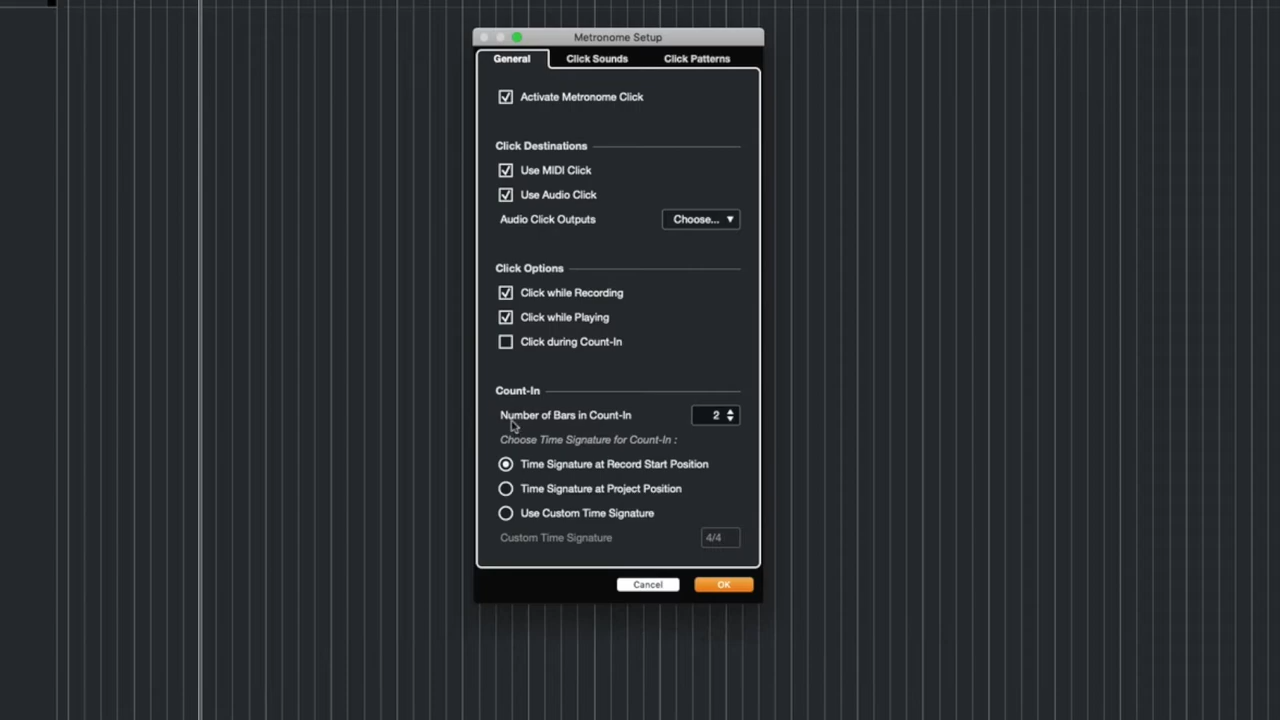 Metronome Setup
General Click Sounds Click Patterns
Activate Metronome Click
Click Destinations
Use MIDI Click
Use Audio Click
Audio Click Outputs Choose...
Click Options
Click while Recording
Click while Playing
Click during Count-In
Count-In
Number of Bars in Count-In 2
Choose Time Signature for Count-In :
Time Signature at Record Start Position
Time Signature at Project Position
Use Custom Time Signature
Custom Time Signature 4/4
Cancel OK